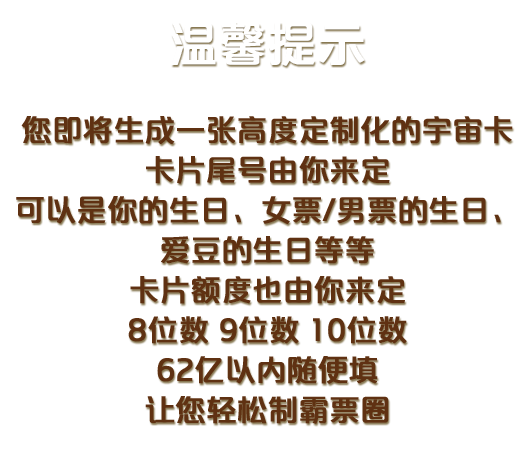 温馨提示
您即将生成一张高度定制化的宇宙卡
卡片尾号由你来定
可以是你的生日、女票/男票的生日、
爱豆的生日等等
卡片额度也由你来定
8位数 9位数 10位数
62亿以内随便填
让您轻松制霸票圈